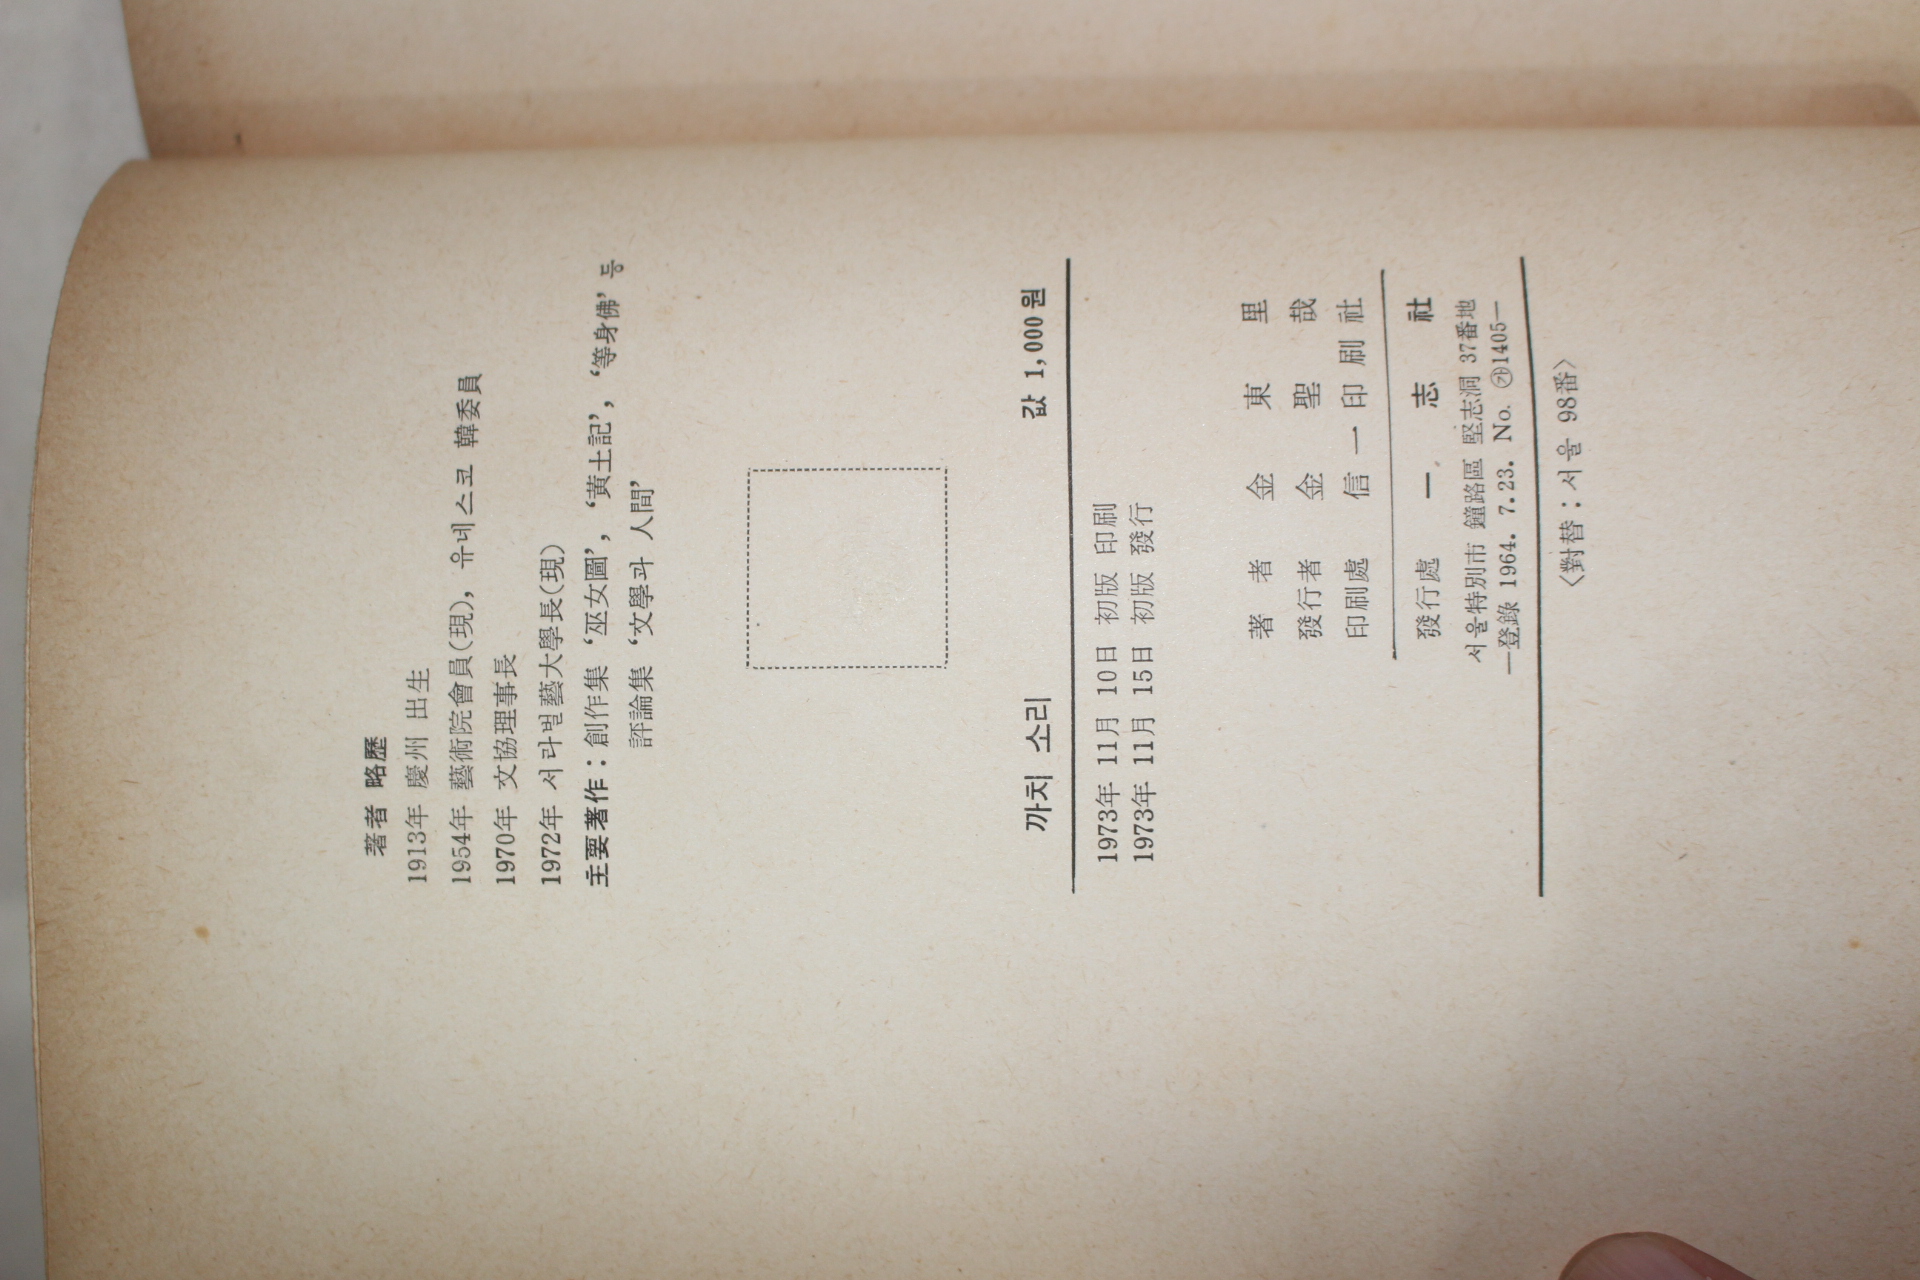 著者 略歷
1913年 慶州 出生
1954年 藝術院會員(現), 유네스코 韓委員
1970年 文協理事長
1972年 서라벌藝大學長(現)
主要著作 : 創作集 ‘巫女圖’, ‘黃土記’, ‘等身佛’ 등
評論集 ‘文學과 人間’
까치 소리 값 1,000원
1973年 11月 10日 初版 印刷
1973年 11月 15日 初版 發行
著者 金東里
發行者 金聖哉
印刷處 信一印刷社
發行處 一志社
서울特別市 鐘路區 堅志洞 37番地
—登錄 1964. 7.23. No. ㉮1405—
〈對替 : 서울 98番〉